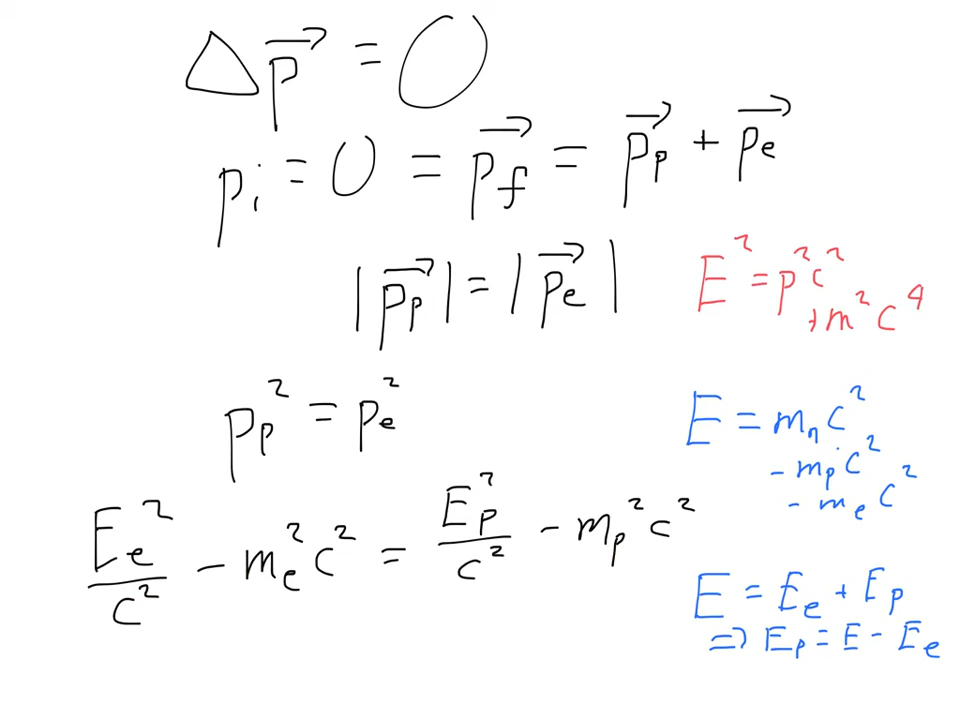 Δp⃗ = 0
pᵢ = 0 = p⃗_f = p⃗_p + p⃗_e
|p⃗_p| = |p⃗_e|
E² = p²c²
+m²c⁴
p_p² = p_e²
E = m_n c²
- m_p c²
- m_e c²
E_e²/c² - m_e²c² = E_p²/c² - m_p²c²
E = E_e + E_p
⇒ E_p = E - E_e